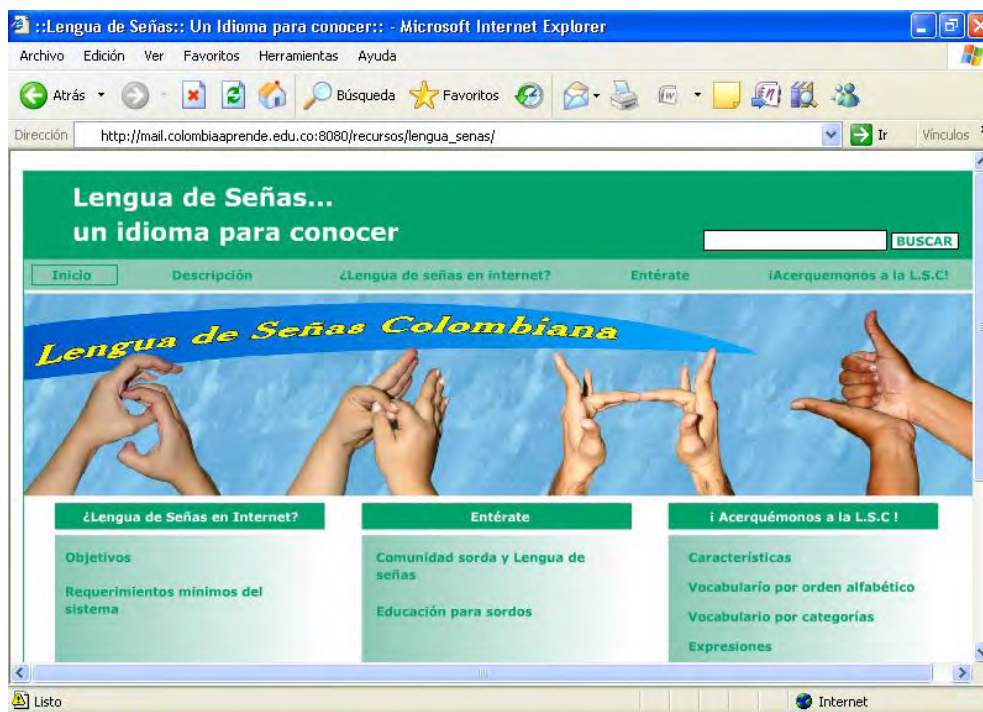 ::Lengua de Señas:: Un Idioma para conocer:: - Microsoft Internet Explorer
Archivo Edición Ver Favoritos Herramientas Ayuda
Atrás Búsqueda Favoritos
Dirección http://mail.colombiaaprende.edu.co:8080/recursos/lengua_senas/ Ir Vínculos
Lengua de Señas...
un idioma para conocer
BUSCAR
Inicio Descripción ¿Lengua de señas en internet? Entérate ¡Acerquemonos a la L.S.C!
Lengua de Señas Colombiana
¿Lengua de Señas en Internet?
Objetivos
Requerimientos mínimos del
sistema
Entérate
Comunidad sorda y Lengua de
señas
Educación para sordos
¡ Acerquémonos a la L.S.C !
Características
Vocabulario por orden alfabético
Vocabulario por categorías
Expresiones
Listo Internet